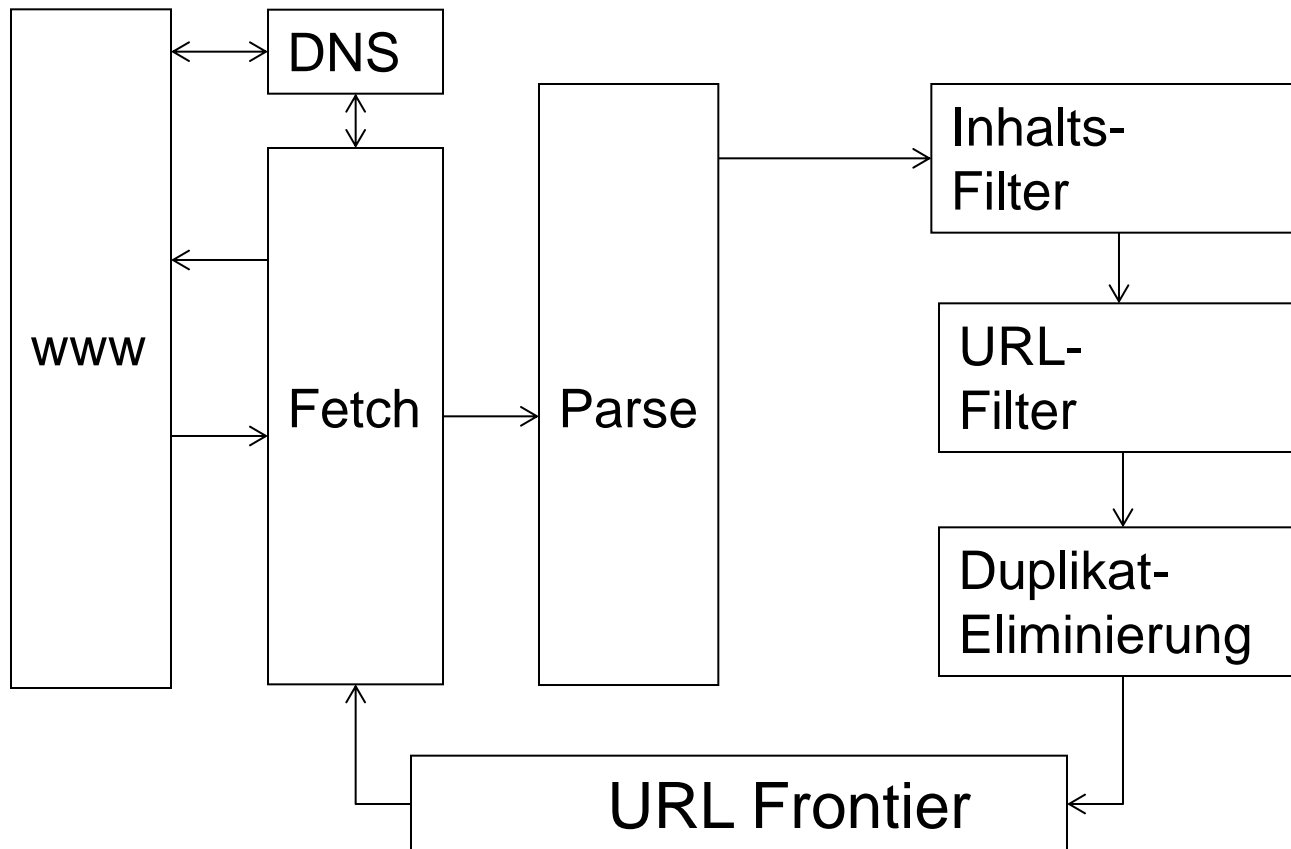 DNS
www
Fetch
Parse
Inhalts-
Filter
URL-
Filter
Duplikat-
Eliminierung
URL Frontier